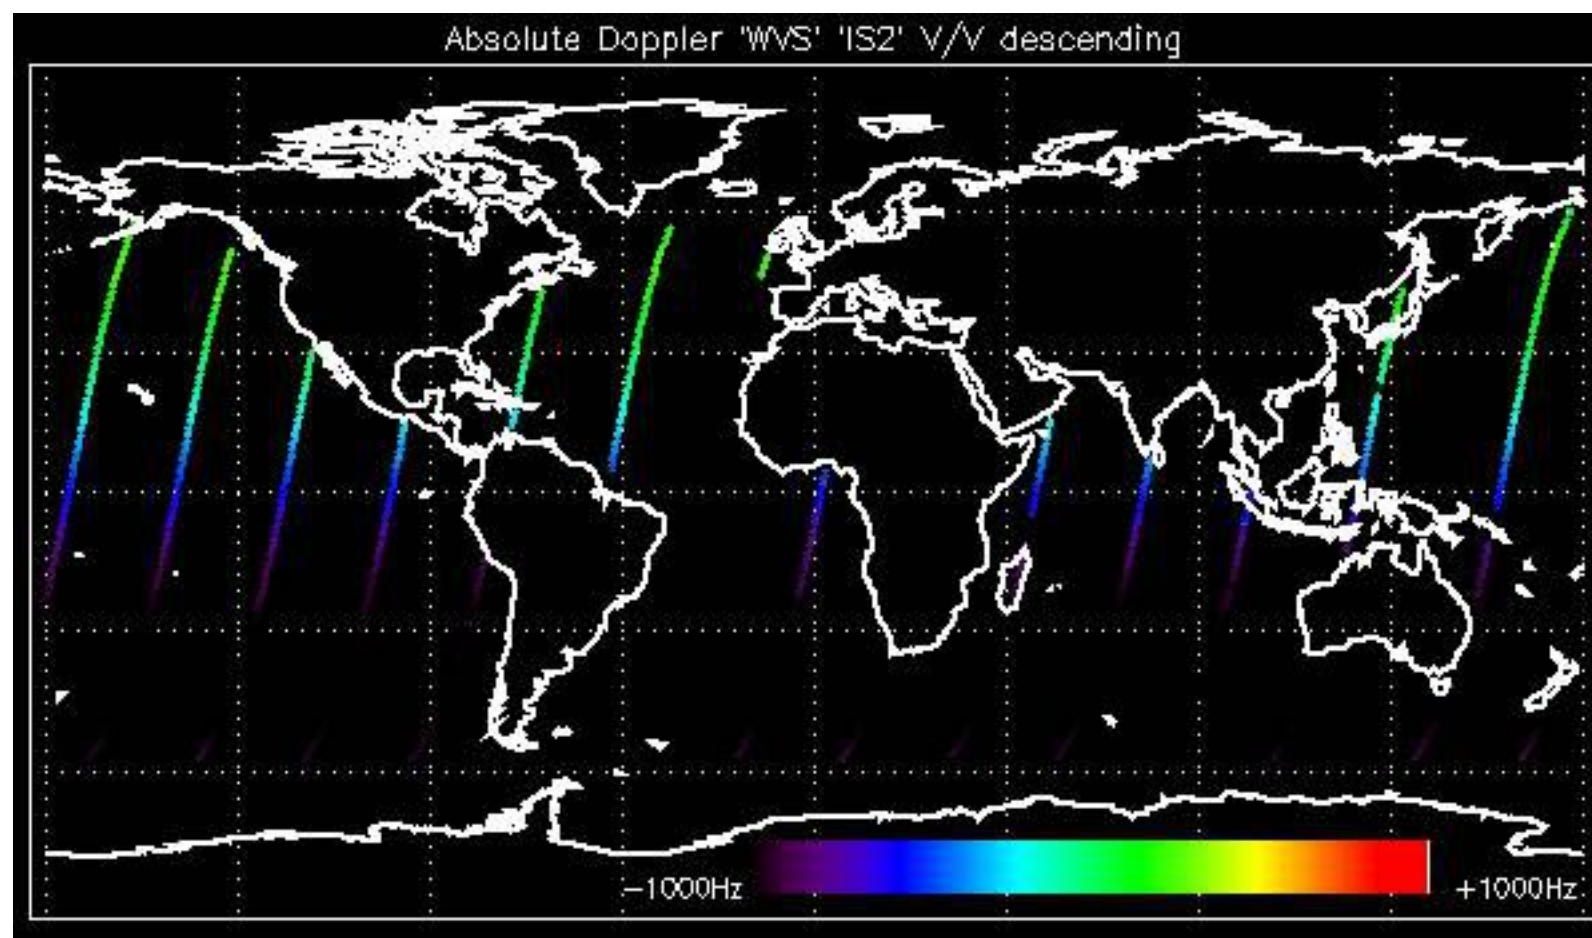 Absolute Doppler 'WVS' 'IS2' V/V descending
-1000Hz
+1000Hz